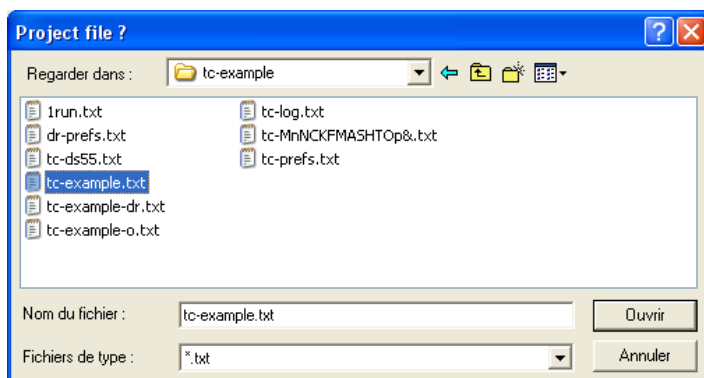 Project file ?
Regarder dans :
tc-example
1run.txt
dr-prefs.txt
tc-ds55.txt
tc-example.txt
tc-example-dr.txt
tc-example-o.txt
tc-log.txt
tc-MnNCKFMASHTOp&.txt
tc-prefs.txt
Nom du fichier :
tc-example.txt
Ouvrir
Fichiers de type :
*.txt
Annuler